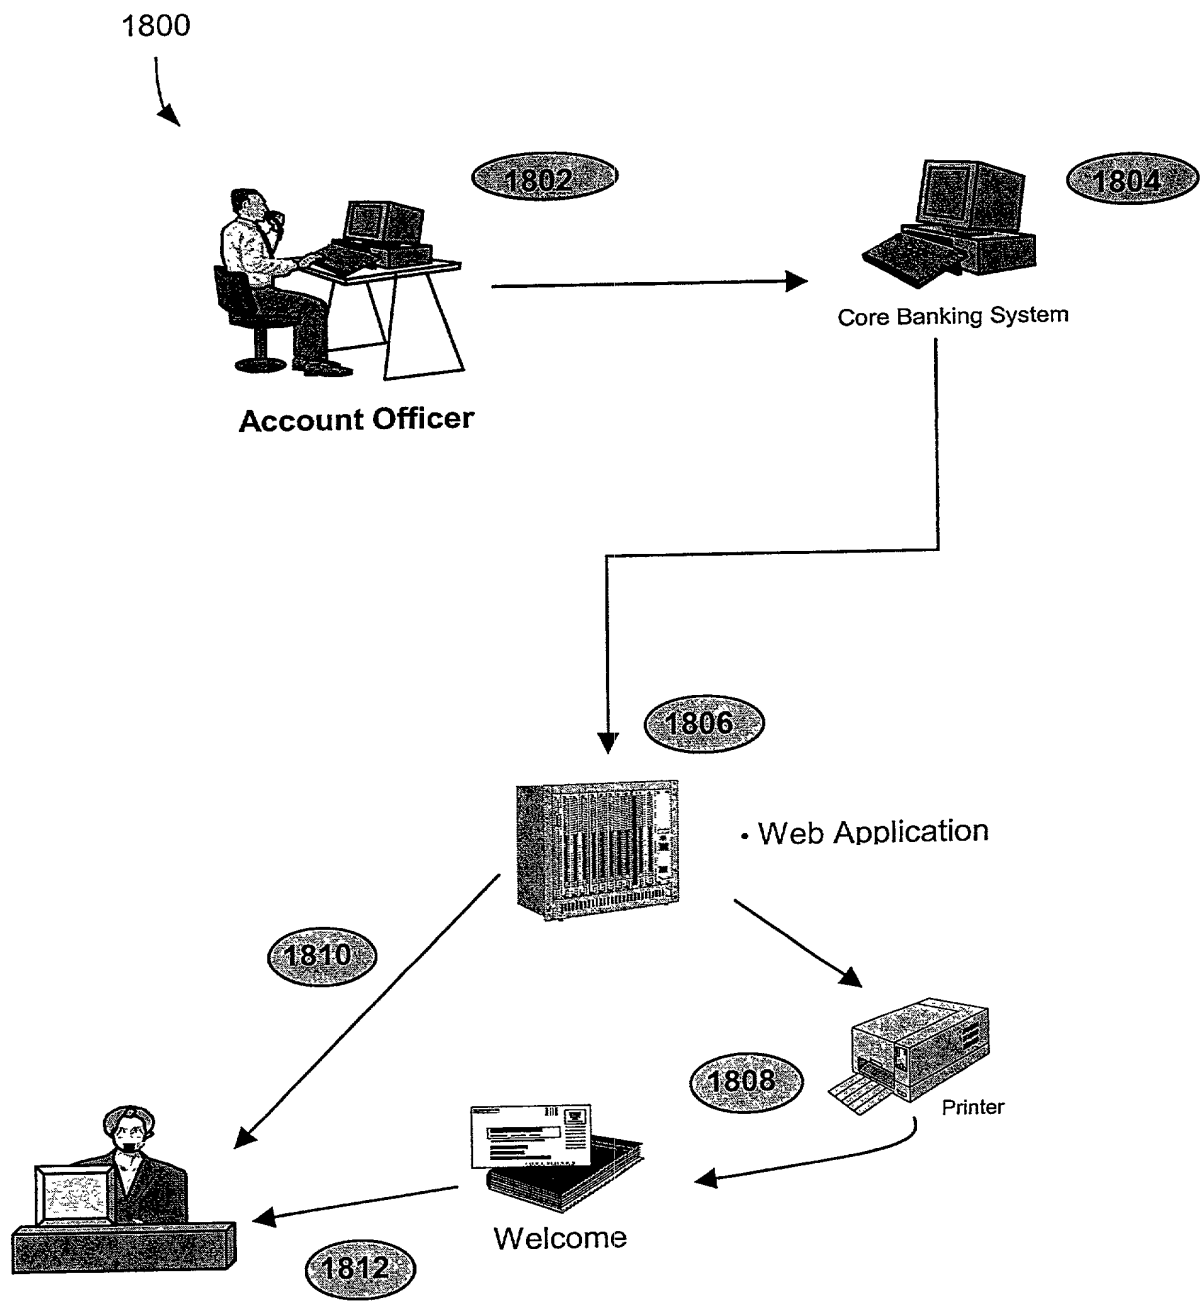 1800
1802
1804
Core Banking System
Account Officer
1806
• Web Application
1810
1808
Printer
Welcome
1812